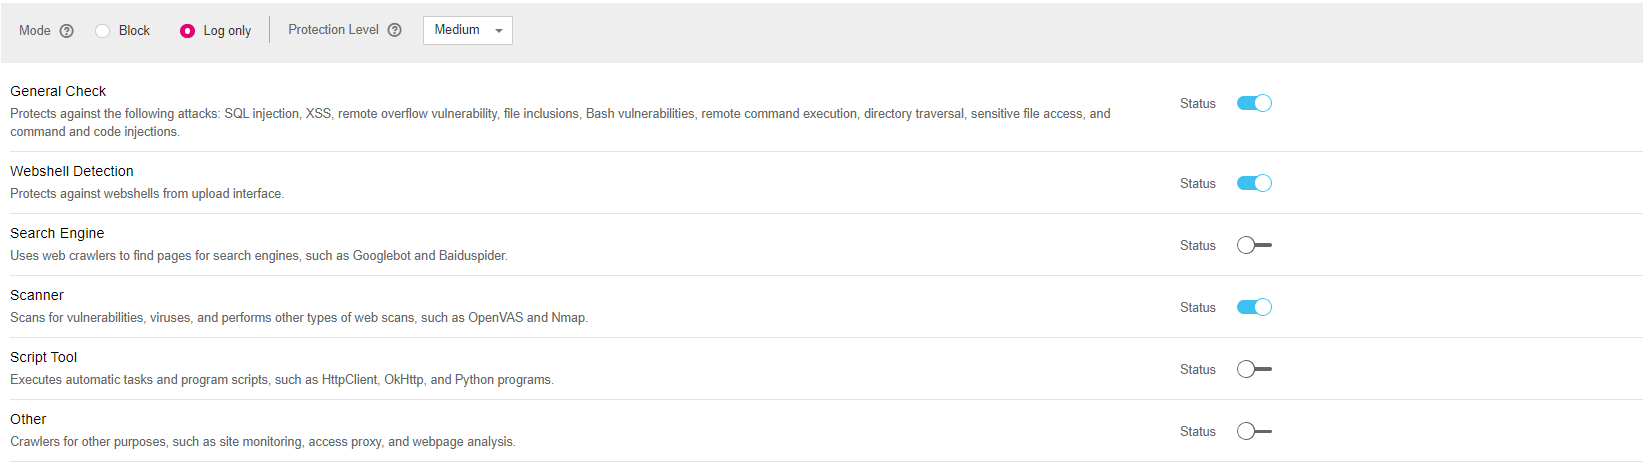 Mode ? Block Log only Protection Level ? Medium
General Check
Protects against the following attacks: SQL injection, XSS, remote overflow vulnerability, file inclusions, Bash vulnerabilities, remote command execution, directory traversal, sensitive file access, and
command and code injections.
Status
Webshell Detection
Protects against webshells from upload interface.
Status
Search Engine
Uses web crawlers to find pages for search engines, such as Googlebot and Baiduspider.
Status
Scanner
Scans for vulnerabilities, viruses, and performs other types of web scans, such as OpenVAS and Nmap.
Status
Script Tool
Executes automatic tasks and program scripts, such as HttpClient, OkHttp, and Python programs.
Status
Other
Crawlers for other purposes, such as site monitoring, access proxy, and webpage analysis.
Status